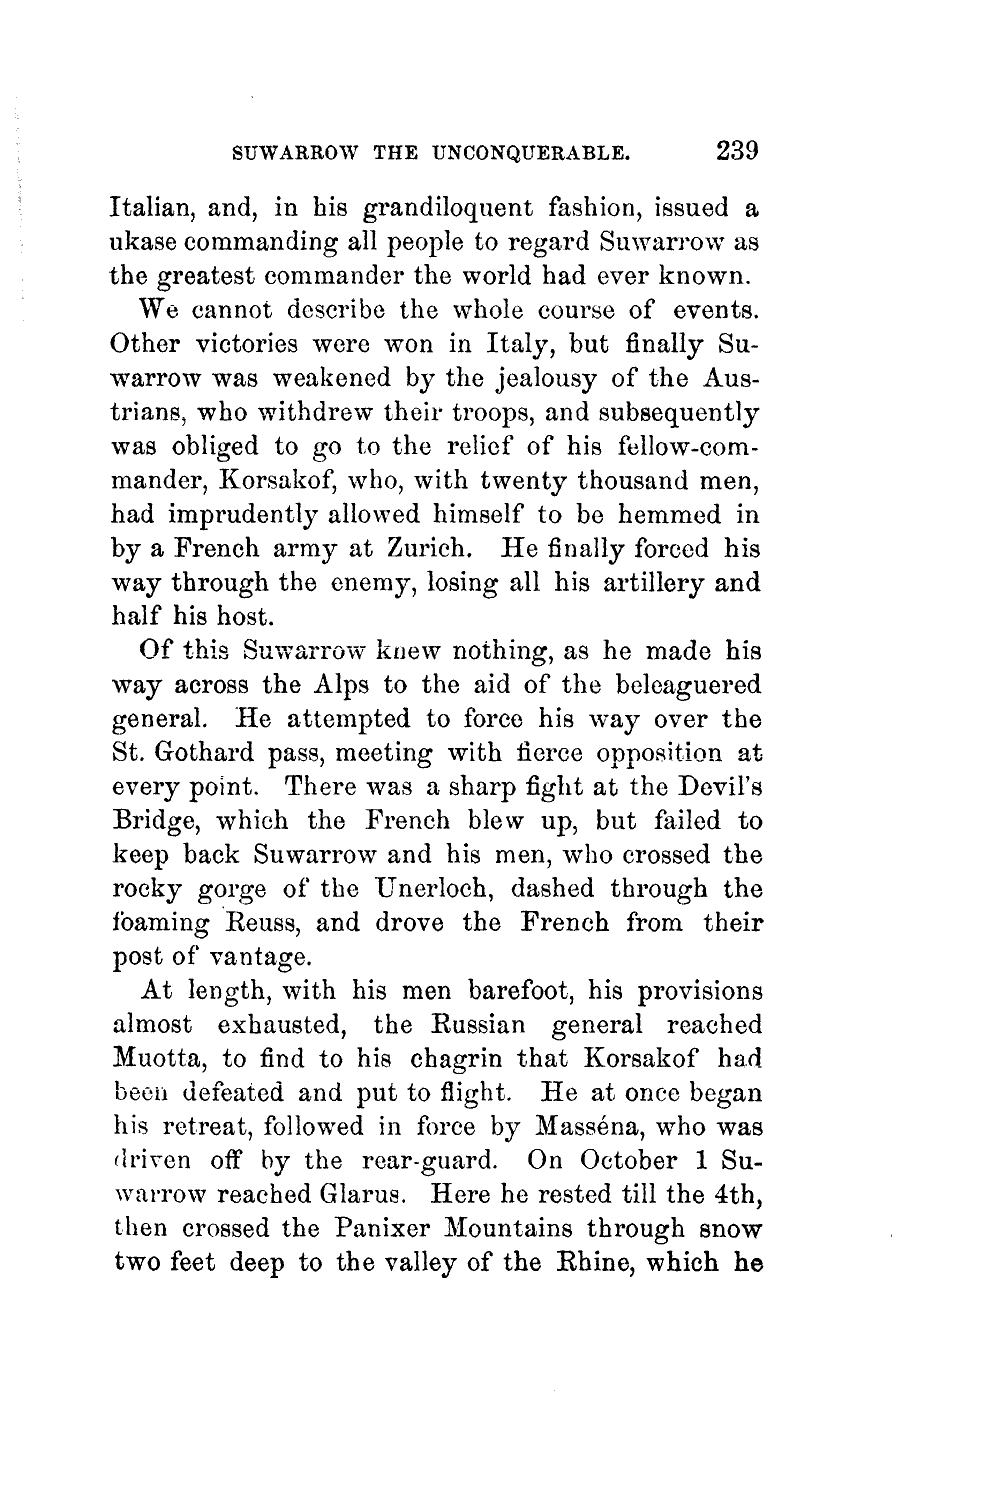 SUWARROW THE UNCONQUERABLE. 239
Italian, and, in his grandiloquent fashion, issued a
ukase commanding all people to regard Suwarrow as
the greatest commander the world had ever known.
We cannot describe the whole course of events.
Other victories were won in Italy, but finally Su-
warrow was weakened by the jealousy of the Aus-
trians, who withdrew their troops, and subsequently
was obliged to go to the relief of his fellow-com-
mander, Korsakof, who, with twenty thousand men,
had imprudently allowed himself to be hemmed in
by a French army at Zurich. He finally forced his
way through the enemy, losing all his artillery and
half his host.
Of this Suwarrow knew nothing, as he made his
way across the Alps to the aid of the beleaguered
general. He attempted to force his way over the
St. Gothard pass, meeting with fierce opposition at
every point. There was a sharp fight at the Devil's
Bridge, which the French blew up, but failed to
keep back Suwarrow and his men, who crossed the
rocky gorge of the Unerloch, dashed through the
foaming Reuss, and drove the French from their
post of vantage.
At length, with his men barefoot, his provisions
almost exhausted, the Russian general reached
Muotta, to find to his chagrin that Korsakof had
been defeated and put to flight. He at once began
his retreat, followed in force by Masséna, who was
driven off by the rear-guard. On October 1 Su-
warrow reached Glarus. Here he rested till the 4th,
then crossed the Panixer Mountains through snow
two feet deep to the valley of the Rhine, which he